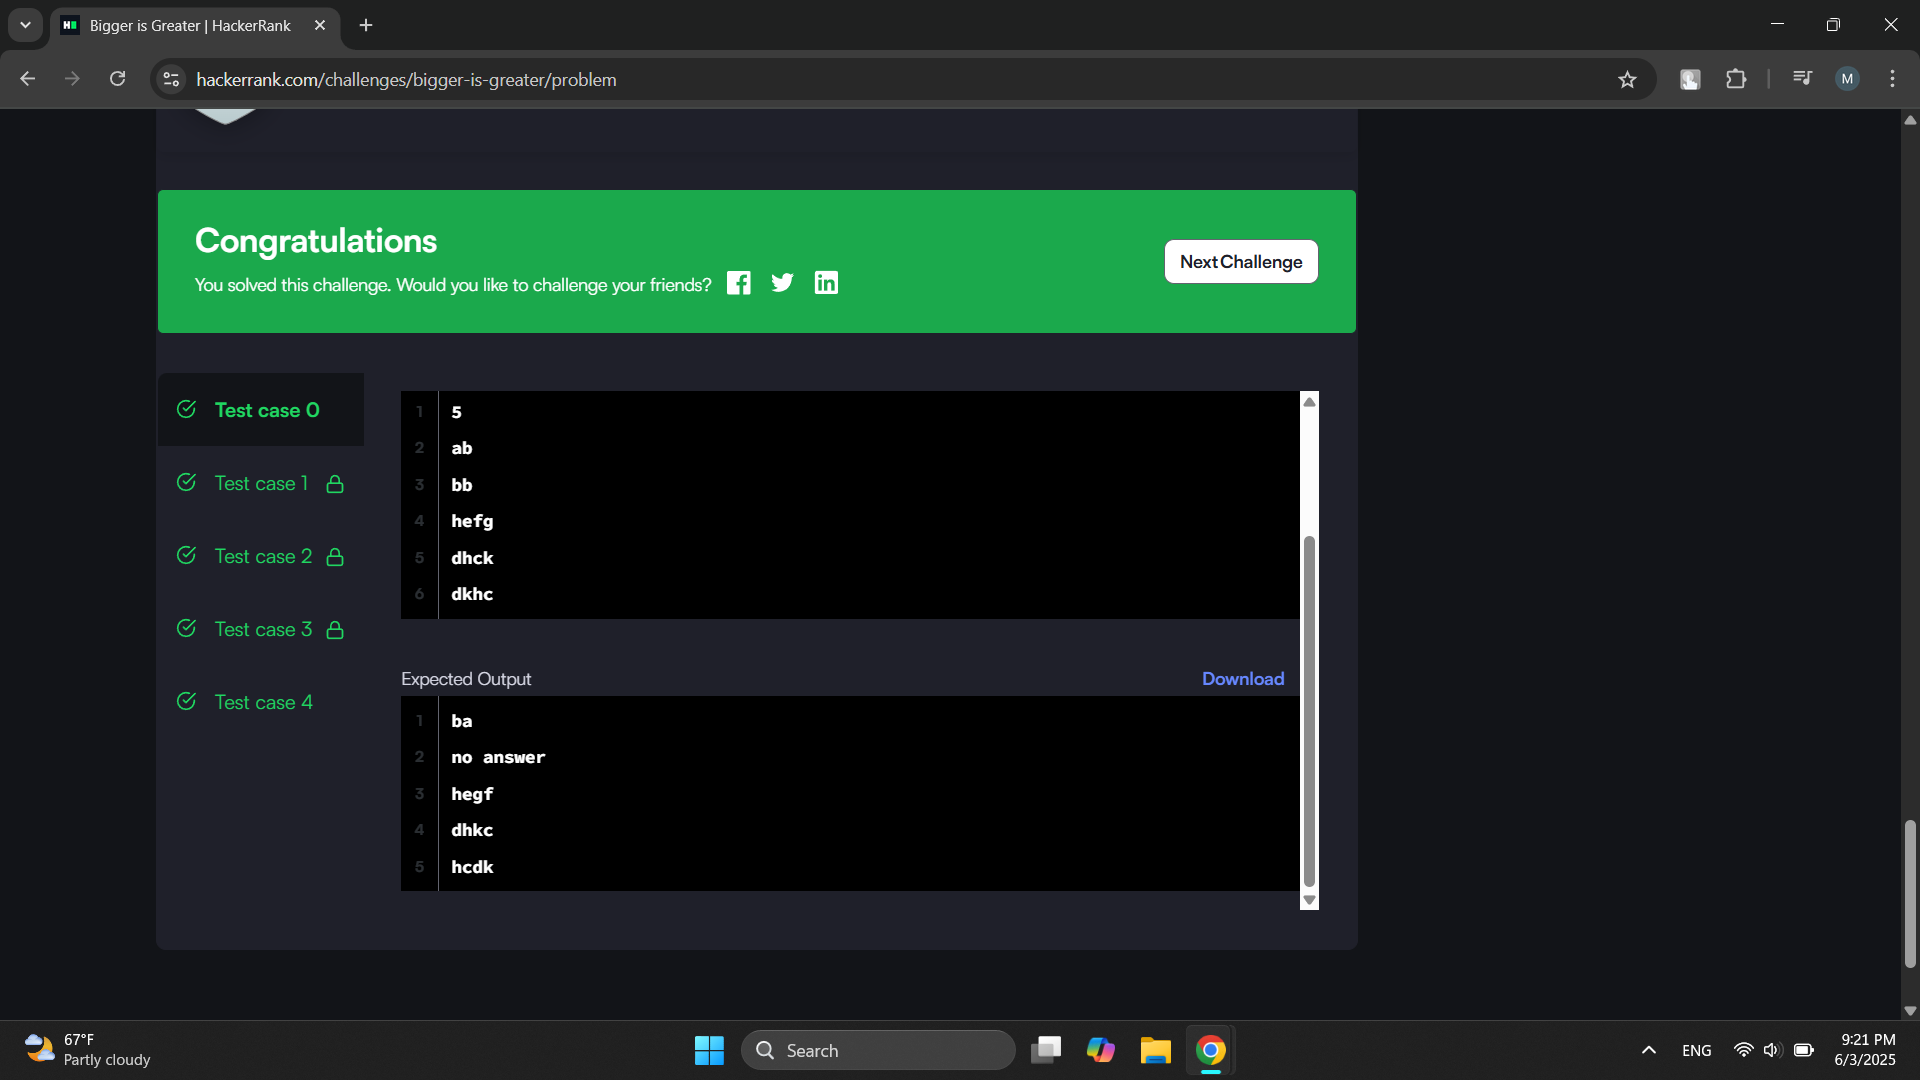 Bigger is Greater | HackerRank
hackerrank.com/challenges/bigger-is-greater/problem
M
Congratulations
You solved this challenge. Would you like to challenge your friends?
Next Challenge
Test case 0
Test case 1
Test case 2
Test case 3
Test case 4
1 5
2 ab
3 bb
4 hefg
5 dhck
6 dkhc
Expected Output
Download
1 ba
2 no answer
3 hegf
4 dhkc
5 hcdk
67°F
Partly cloudy
Search
ENG
9:21 PM
6/3/2025